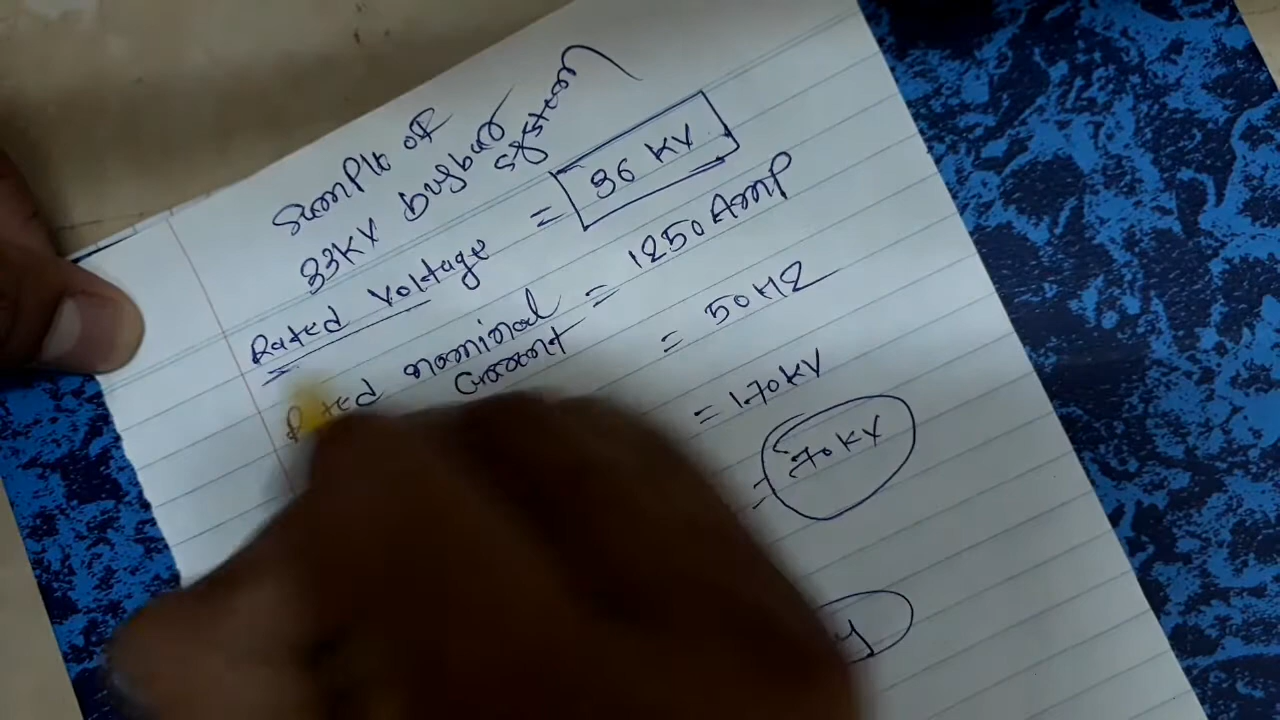 Sample of
33KV busbar
system
Rated Voltage = 36 KV
Rated nominal = 1250 Amp
Current
= 50HZ
= 170KV
= 70KV